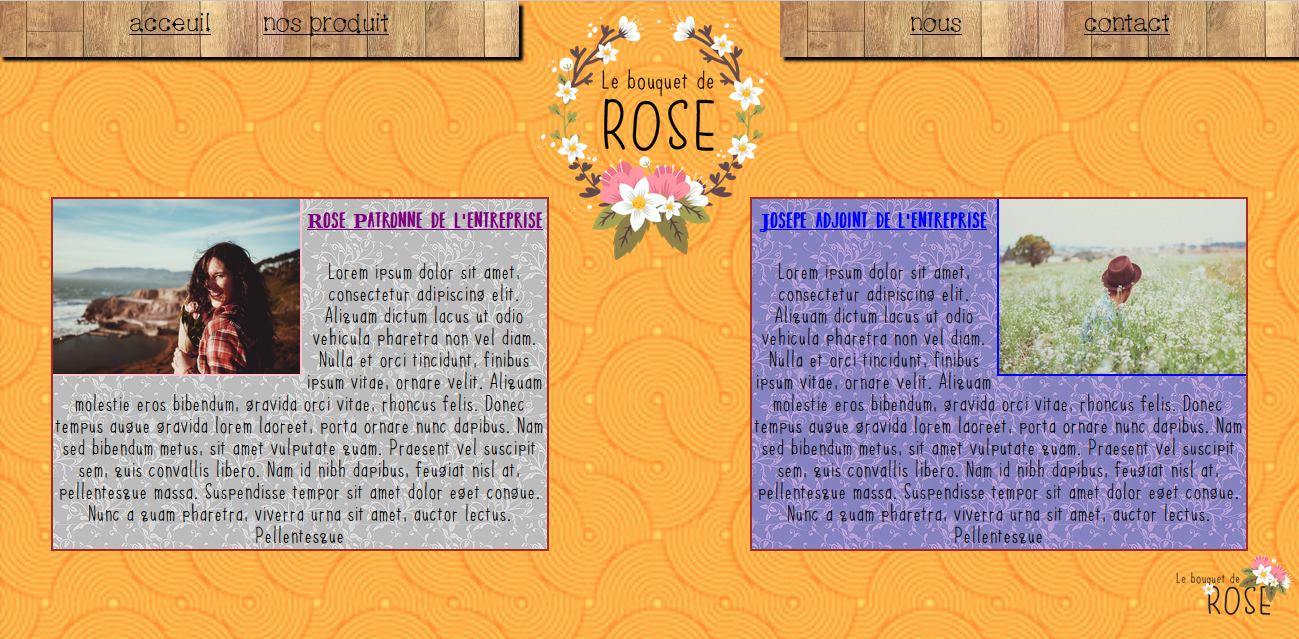 acceuil nos produit nous contact
Le bouquet de
ROSE
Rose Patronne de l'entreprise
Lorem ipsum dolor sit amet,
consectetur adipiscing elit.
Aliquam dictum lacus ut odio
vehicula pharetra non vel diam.
Nulla et orci tincidunt, finibus
ipsum vitae, ornare velit. Aliquam
molestie eros bibendum, gravida orci vitae, rhoncus felis. Donec
tempus augue gravida lorem laoreet, porta ornare nunc dapibus. Nam
sed bibendum metus, sit amet vulputate quam. Praesent vel suscipit
sem, quis convallis libero. Nam id nibh dapibus, feugiat nisl at,
pellentesque massa. Suspendisse tempor sit amet dolor eget congue.
Nunc a quam pharetra, viverra urna sit amet, auctor lectus.
Pellentesque
Josepe adjoint de l'entreprise
Lorem ipsum dolor sit amet,
consectetur adipiscing elit.
Aliquam dictum lacus ut odio
vehicula pharetra non vel diam.
Nulla et orci tincidunt, finibus
ipsum vitae, ornare velit. Aliquam
molestie eros bibendum, gravida orci vitae, rhoncus felis. Donec
tempus augue gravida lorem laoreet, porta ornare nunc dapibus. Nam
sed bibendum metus, sit amet vulputate quam. Praesent vel suscipit
sem, quis convallis libero. Nam id nibh dapibus, feugiat nisl at,
pellentesque massa. Suspendisse tempor sit amet dolor eget congue.
Nunc a quam pharetra, viverra urna sit amet, auctor lectus.
Pellentesque
Le bouquet de
ROSE